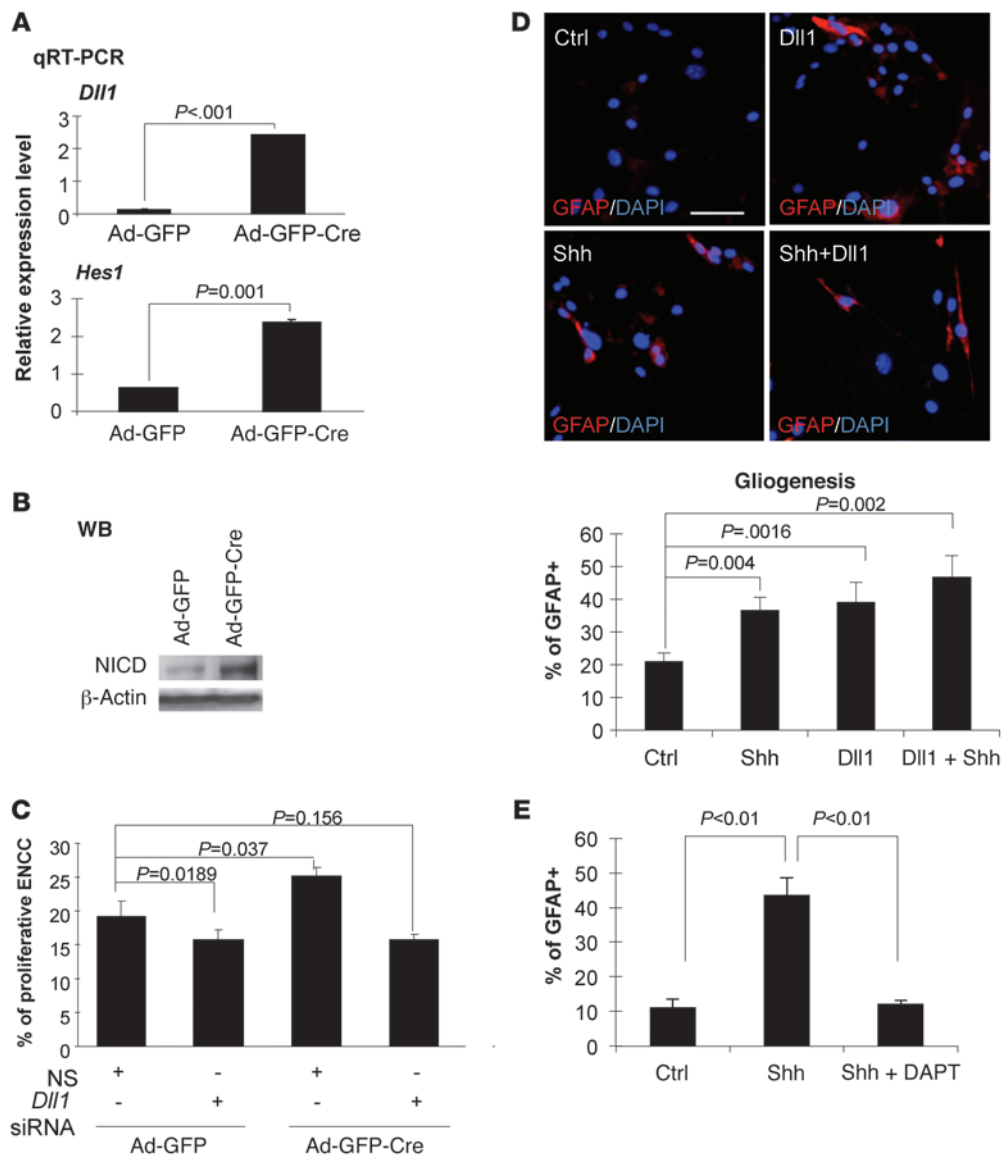 A
qRT-PCR
Dll1
P<.001
3
2
1
0
Ad-GFP Ad-GFP-Cre
Hes1
P=0.001
3
2
1
0
Ad-GFP Ad-GFP-Cre
Relative expression level
B
WB
Ad-GFP
Ad-GFP-Cre
NICD
β-Actin
C
P=0.156
P=0.037
P=0.0189
% of proliferative ENCC
30
25
20
15
10
5
0
NS + - + -
Dll1 - + - +
siRNA
Ad-GFP Ad-GFP-Cre
D
Ctrl
GFAP/DAPI
Dll1
GFAP/DAPI
Shh
GFAP/DAPI
Shh+Dll1
GFAP/DAPI
Gliogenesis
P=0.002
P=.0016
P=0.004
% of GFAP+
60
50
40
30
20
10
0
Ctrl Shh Dll1 Dll1 + Shh
E
P<0.01 P<0.01
% of GFAP+
60
50
40
30
20
10
0
Ctrl Shh Shh + DAPT